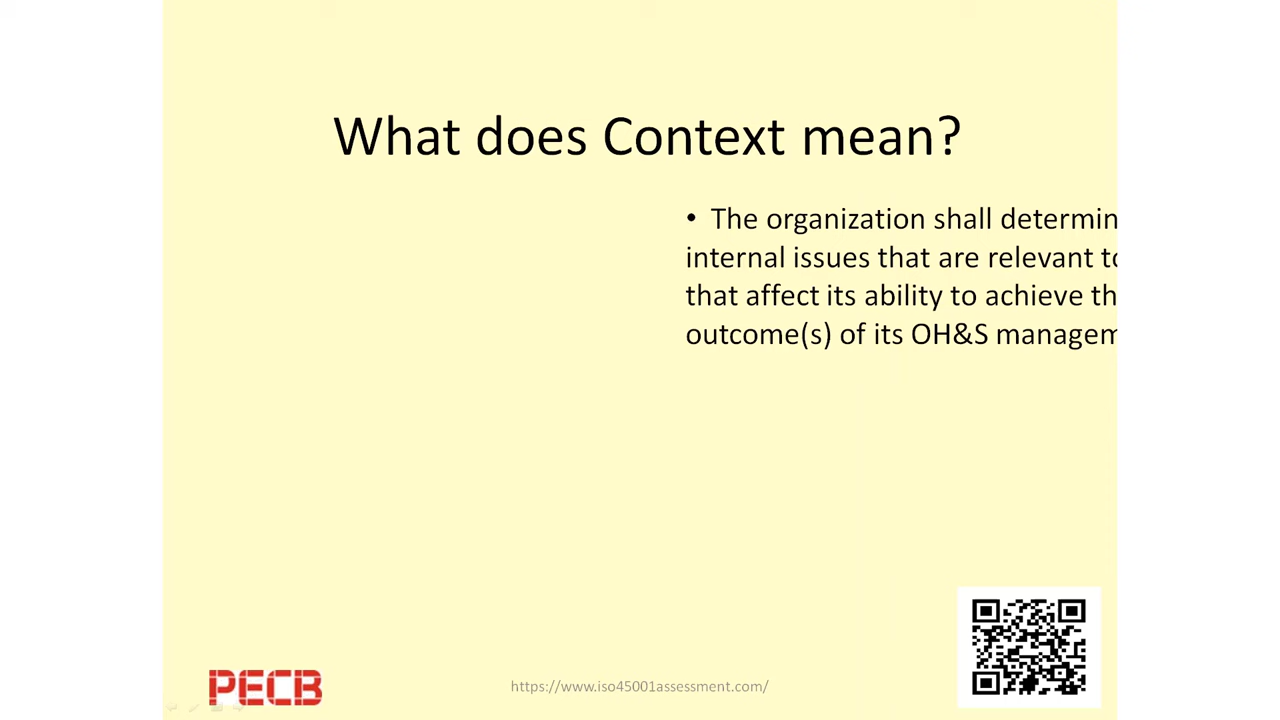 What does Context mean?
• The organization shall determin
internal issues that are relevant to
that affect its ability to achieve th
outcome(s) of its OH&S managem
PECB
https://www.iso45001assessment.com/